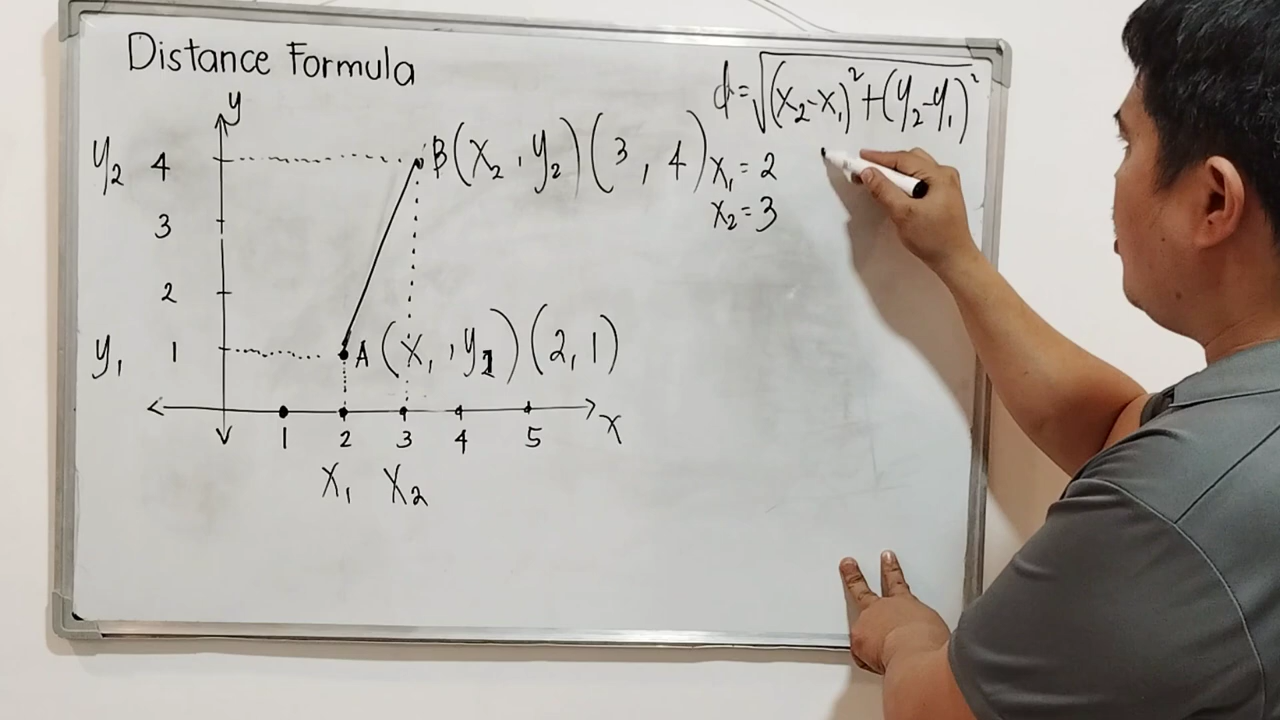 Distance Formula
d=√(x₂-x₁)²+(y₂-y₁)²
y
y₂ 4 B(x₂, y₂)(3, 4)
x₁=2
x₂=3
3
2
y₁ 1 A(x₁, y₁)(2, 1)
1 2 3 4 5 x
x₁ x₂